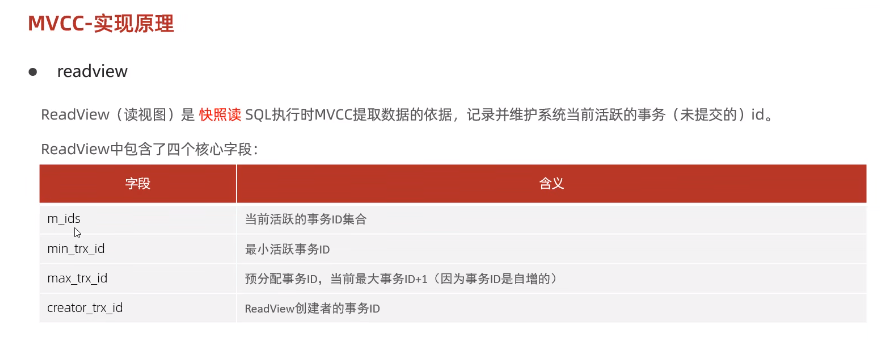 MVCC-实现原理
● readview
ReadView（读视图）是 快照读 SQL执行时MVCC提取数据的依据，记录并维护系统当前活跃的事务（未提交的）id。
ReadView中包含了四个核心字段：
字段 含义
m_ids 当前活跃的事务ID集合
min_trx_id 最小活跃事务ID
max_trx_id 预分配事务ID，当前最大事务ID+1（因为事务ID是自增的）
creator_trx_id ReadView创建者的事务ID